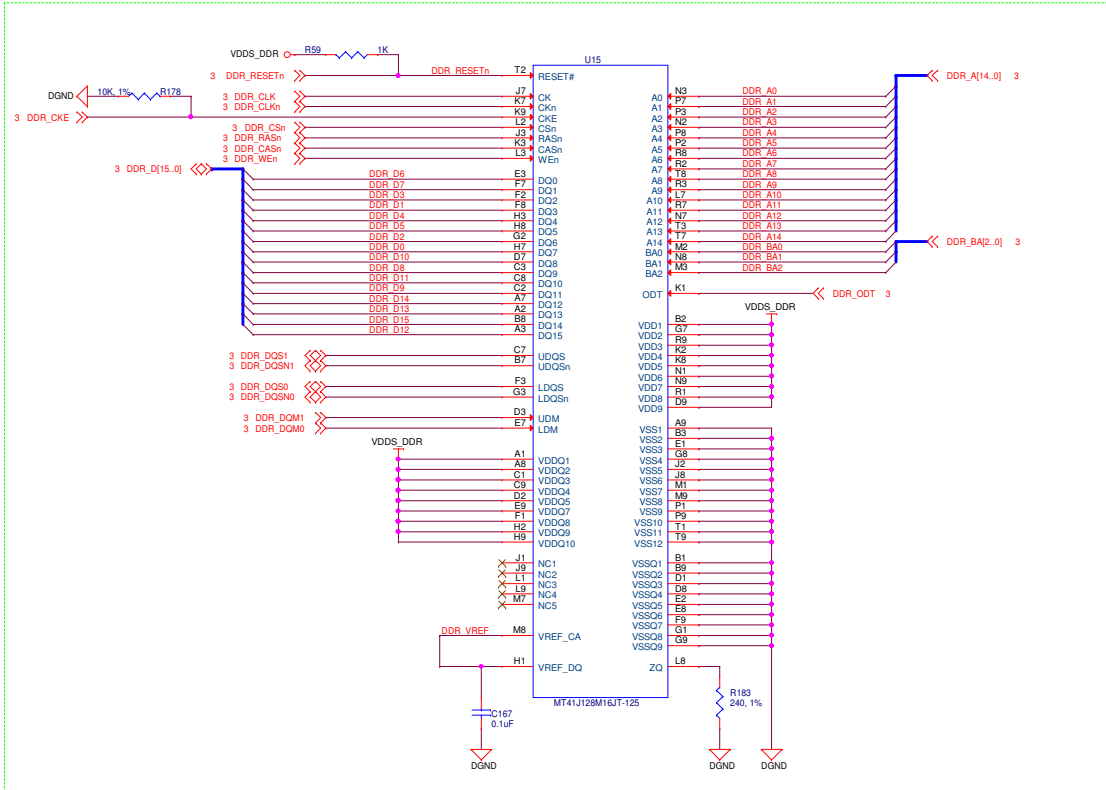 VDDS_DDR R59 1K
3 DDR_RESETn DDR_RESETn T2 RESET#
U15
DGND 10K, 1% R178
3 DDR_CLK J7 CK
3 DDR_CLKn K7 CKn
3 DDR_CKE K9 CKE
3 DDR_CSn L2 CSn
3 DDR_RASn J3 RASn
3 DDR_CASn K3 CASn
3 DDR_WEn L3 WEn
3 DDR_D[15..0]
DDR_D6 E3 DQ0
DDR_D7 F7 DQ1
DDR_D3 F2 DQ2
DDR_D1 F8 DQ3
DDR_D4 H3 DQ4
DDR_D5 H8 DQ5
DDR_D2 G2 DQ6
DDR_D0 H7 DQ7
DDR_D10 D7 DQ8
DDR_D8 C3 DQ9
DDR_D11 C8 DQ10
DDR_D9 C2 DQ11
DDR_D14 A7 DQ12
DDR_D13 A2 DQ13
DDR_D15 B8 DQ14
DDR_D12 A3 DQ15
3 DDR_DQS1 C7 UDQS
3 DDR_DQSN1 B7 UDQSn
3 DDR_DQS0 F3 LDQS
3 DDR_DQSN0 G3 LDQSn
3 DDR_DQM1 D3 UDM
3 DDR_DQM0 E7 LDM
VDDS_DDR
A1 VDDQ1
A8 VDDQ2
C1 VDDQ3
C9 VDDQ4
D2 VDDQ5
E9 VDDQ7
F1 VDDQ8
H2 VDDQ9
H9 VDDQ10
J1 NC1
J9 NC2
L1 NC3
L9 NC4
M7 NC5
DDR_VREF M8 VREF_CA
H1 VREF_DQ
C167
0.1uF
DGND
DDR_A[14..0] 3
A0 N3 DDR_A0
A1 P7 DDR_A1
A2 P3 DDR_A2
A3 N2 DDR_A3
A4 P8 DDR_A4
A5 P2 DDR_A5
A6 R8 DDR_A6
A7 R2 DDR_A7
A8 T8 DDR_A8
A9 R3 DDR_A9
A10 L7 DDR_A10
A11 R7 DDR_A11
A12 N7 DDR_A12
A13 T3 DDR_A13
A14 T7 DDR_A14
BA0 M2 DDR_BA0
BA1 N8 DDR_BA1
BA2 M3 DDR_BA2
DDR_BA[2..0] 3
ODT K1 DDR_ODT 3
VDDS_DDR
VDD1 B2
VDD2 G7
VDD3 R9
VDD4 K2
VDD5 K8
VDD6 N1
VDD7 N9
VDD8 R1
VDD9 D9
VSS1 A9
VSS2 B3
VSS3 E1
VSS4 G8
VSS5 J2
VSS6 J8
VSS7 M1
VSS8 M9
VSS9 P1
VSS10 P9
VSS11 T1
VSS12 T9
VSSQ1 B1
VSSQ2 B9
VSSQ3 D1
VSSQ4 D8
VSSQ5 E2
VSSQ6 E8
VSSQ7 F9
VSSQ8 G1
VSSQ9 G9
ZQ L8
R183
240, 1%
MT41J128M16JT-125
DGND DGND